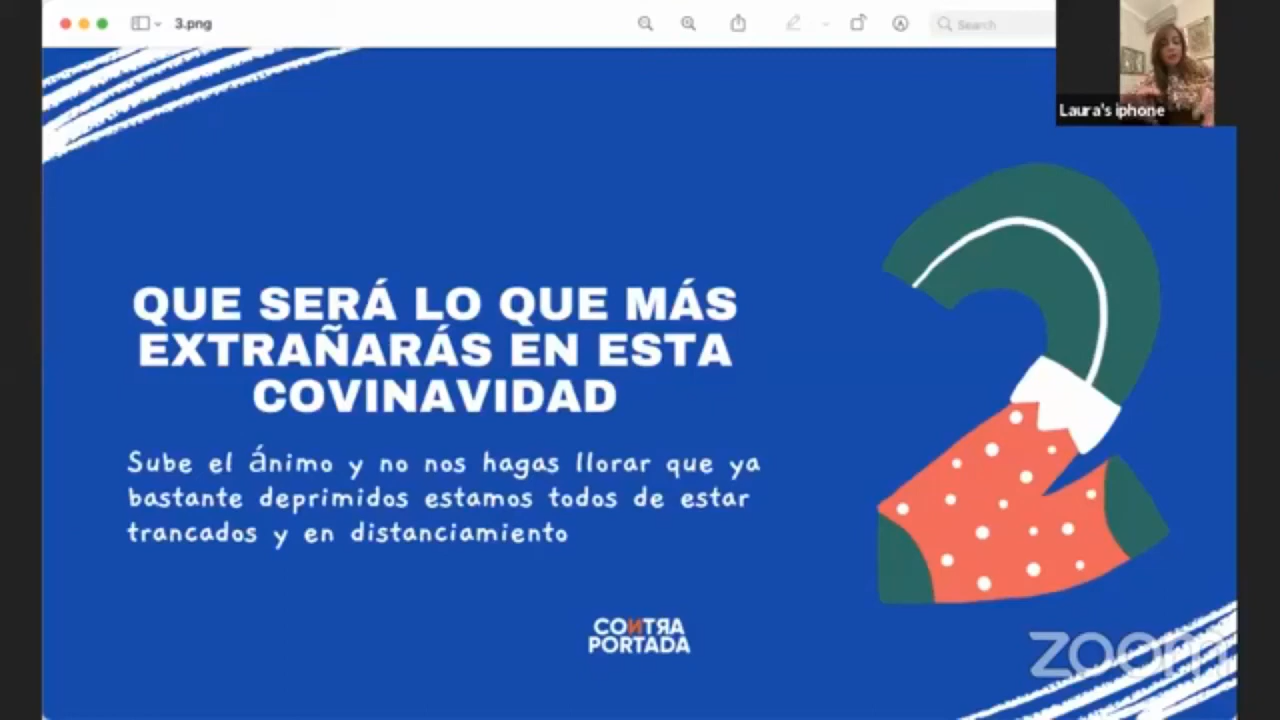 3.png
Search
Laura's iphone
QUE SERÁ LO QUE MÁS
EXTRAÑARÁS EN ESTA
COVINAVIDAD
Sube el ánimo y no nos hagas llorar que ya
bastante deprimidos estamos todos de estar
trancados y en distanciamiento
CONTRA
PORTADA
zoom